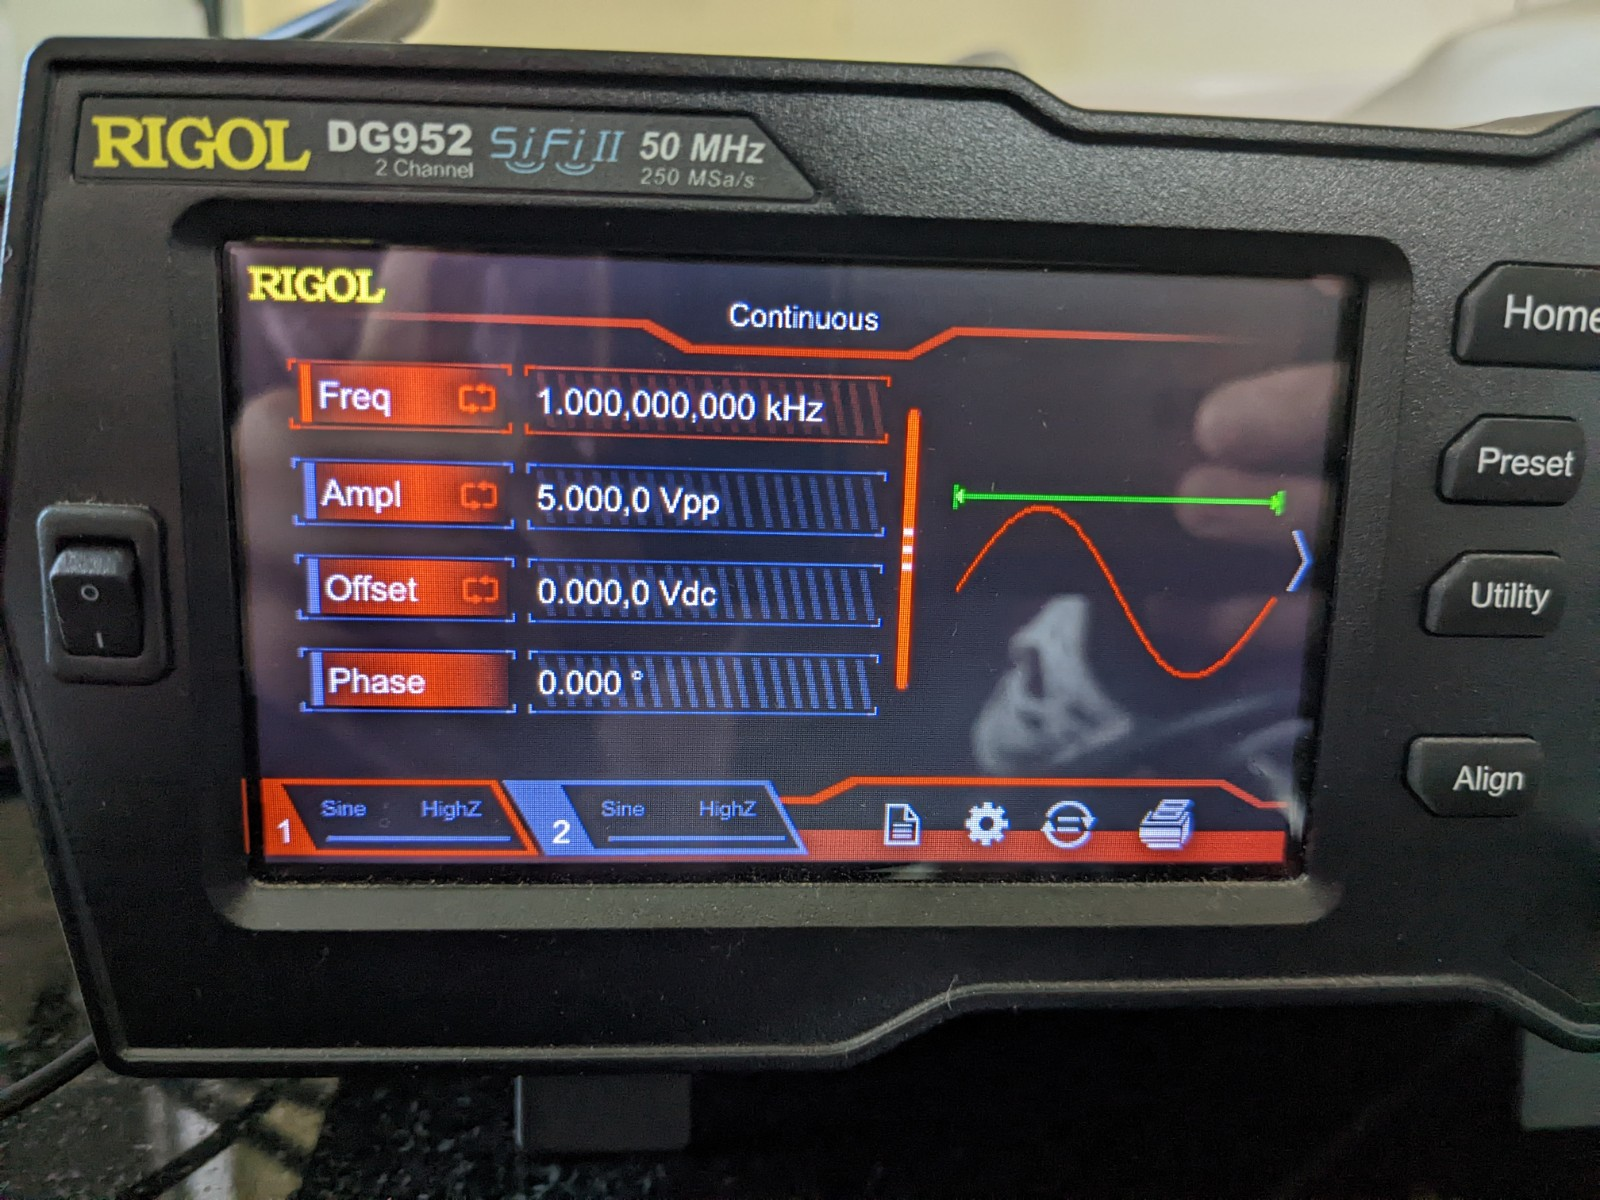 RIGOL DG952 SiFi II 50 MHz
2 Channel 250 MSa/s
RIGOL
Continuous
Freq 1.000,000,000 kHz
Ampl 5.000,0 Vpp
Offset 0.000,0 Vdc
Phase 0.000 °
1 Sine HighZ 2 Sine HighZ
Home
Preset
Utility
Align